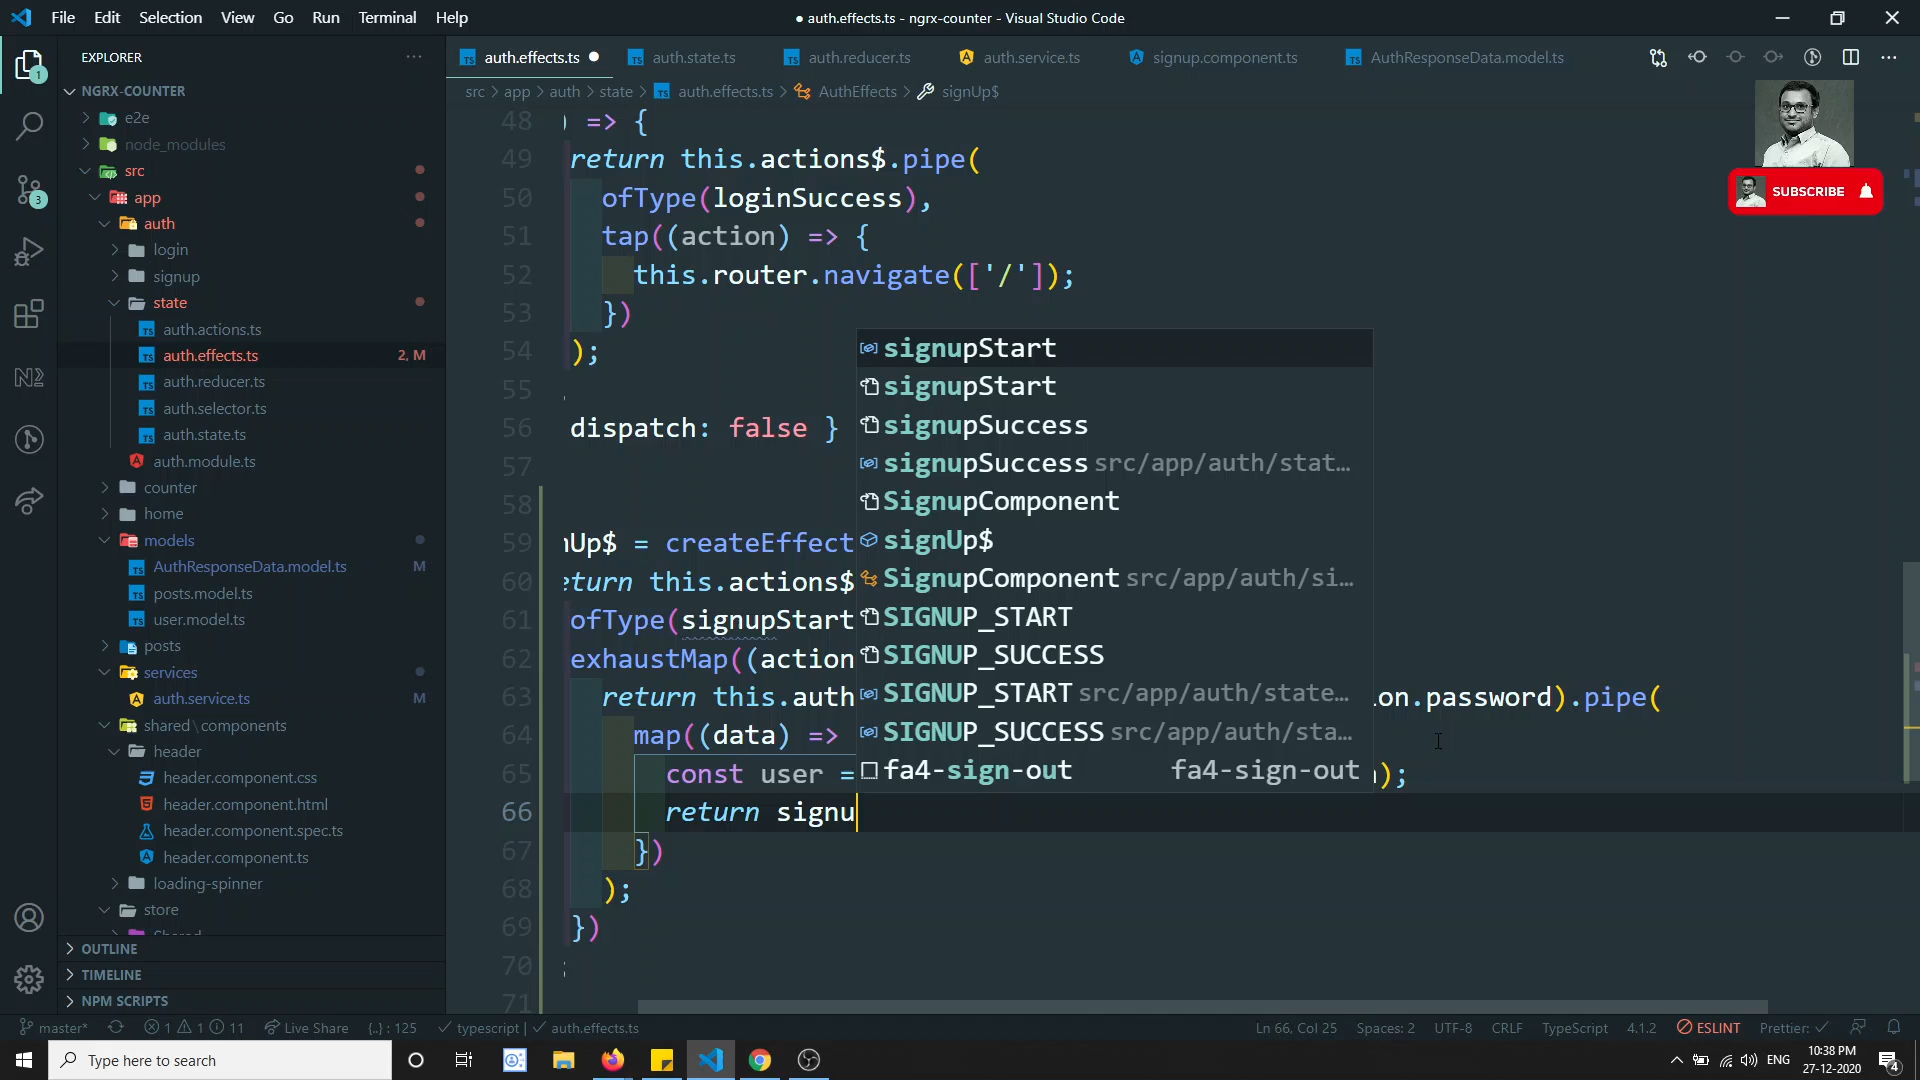 File Edit Selection View Go Run Terminal Help
● auth.effects.ts - ngrx-counter - Visual Studio Code
EXPLORER
auth.effects.ts
auth.state.ts
auth.reducer.ts
auth.service.ts
signup.component.ts
AuthResponseData.model.ts
NGRX-COUNTER
src > app > auth > state > auth.effects.ts > AuthEffects > signUp$
e2e
node_modules
src
app
auth
login
signup
state
auth.actions.ts
auth.effects.ts 2, M
auth.reducer.ts
auth.selector.ts
auth.state.ts
auth.module.ts
counter
home
models
AuthResponseData.model.ts M
posts.model.ts
user.model.ts
posts
services
auth.service.ts M
shared \ components
header
header.component.css
header.component.html
header.component.spec.ts
header.component.ts
loading-spinner
store
Shared
OUTLINE
TIMELINE
NPM SCRIPTS
1
3
SUBSCRIBE
48 ) => {
49 return this.actions$.pipe(
50 ofType(loginSuccess),
51 tap((action) => {
52 this.router.navigate(['/']);
53 })
54 );
55 ,
56 dispatch: false }
57
58
59 nUp$ = createEffect
60 eturn this.actions$
61 ofType(signupStart
62 exhaustMap((action
63 return this.auth on.password).pipe(
64 map((data) =>
65 const user = );
66 return signu
67 })
68 );
69 })
70 ;
71
signupStart
signupStart
signupSuccess
signupSuccess src/app/auth/stat…
SignupComponent
signUp$
SignupComponent src/app/auth/si…
SIGNUP_START
SIGNUP_SUCCESS
SIGNUP_START src/app/auth/state…
SIGNUP_SUCCESS src/app/auth/sta…
fa4-sign-out fa4-sign-out
master* 1 1 11 Live Share {..} : 125 typescript | auth.effects.ts
Ln 66, Col 25 Spaces: 2 UTF-8 CRLF TypeScript 4.1.2 ESLINT Prettier: ✓
Type here to search
ENG
10:38 PM
27-12-2020
4